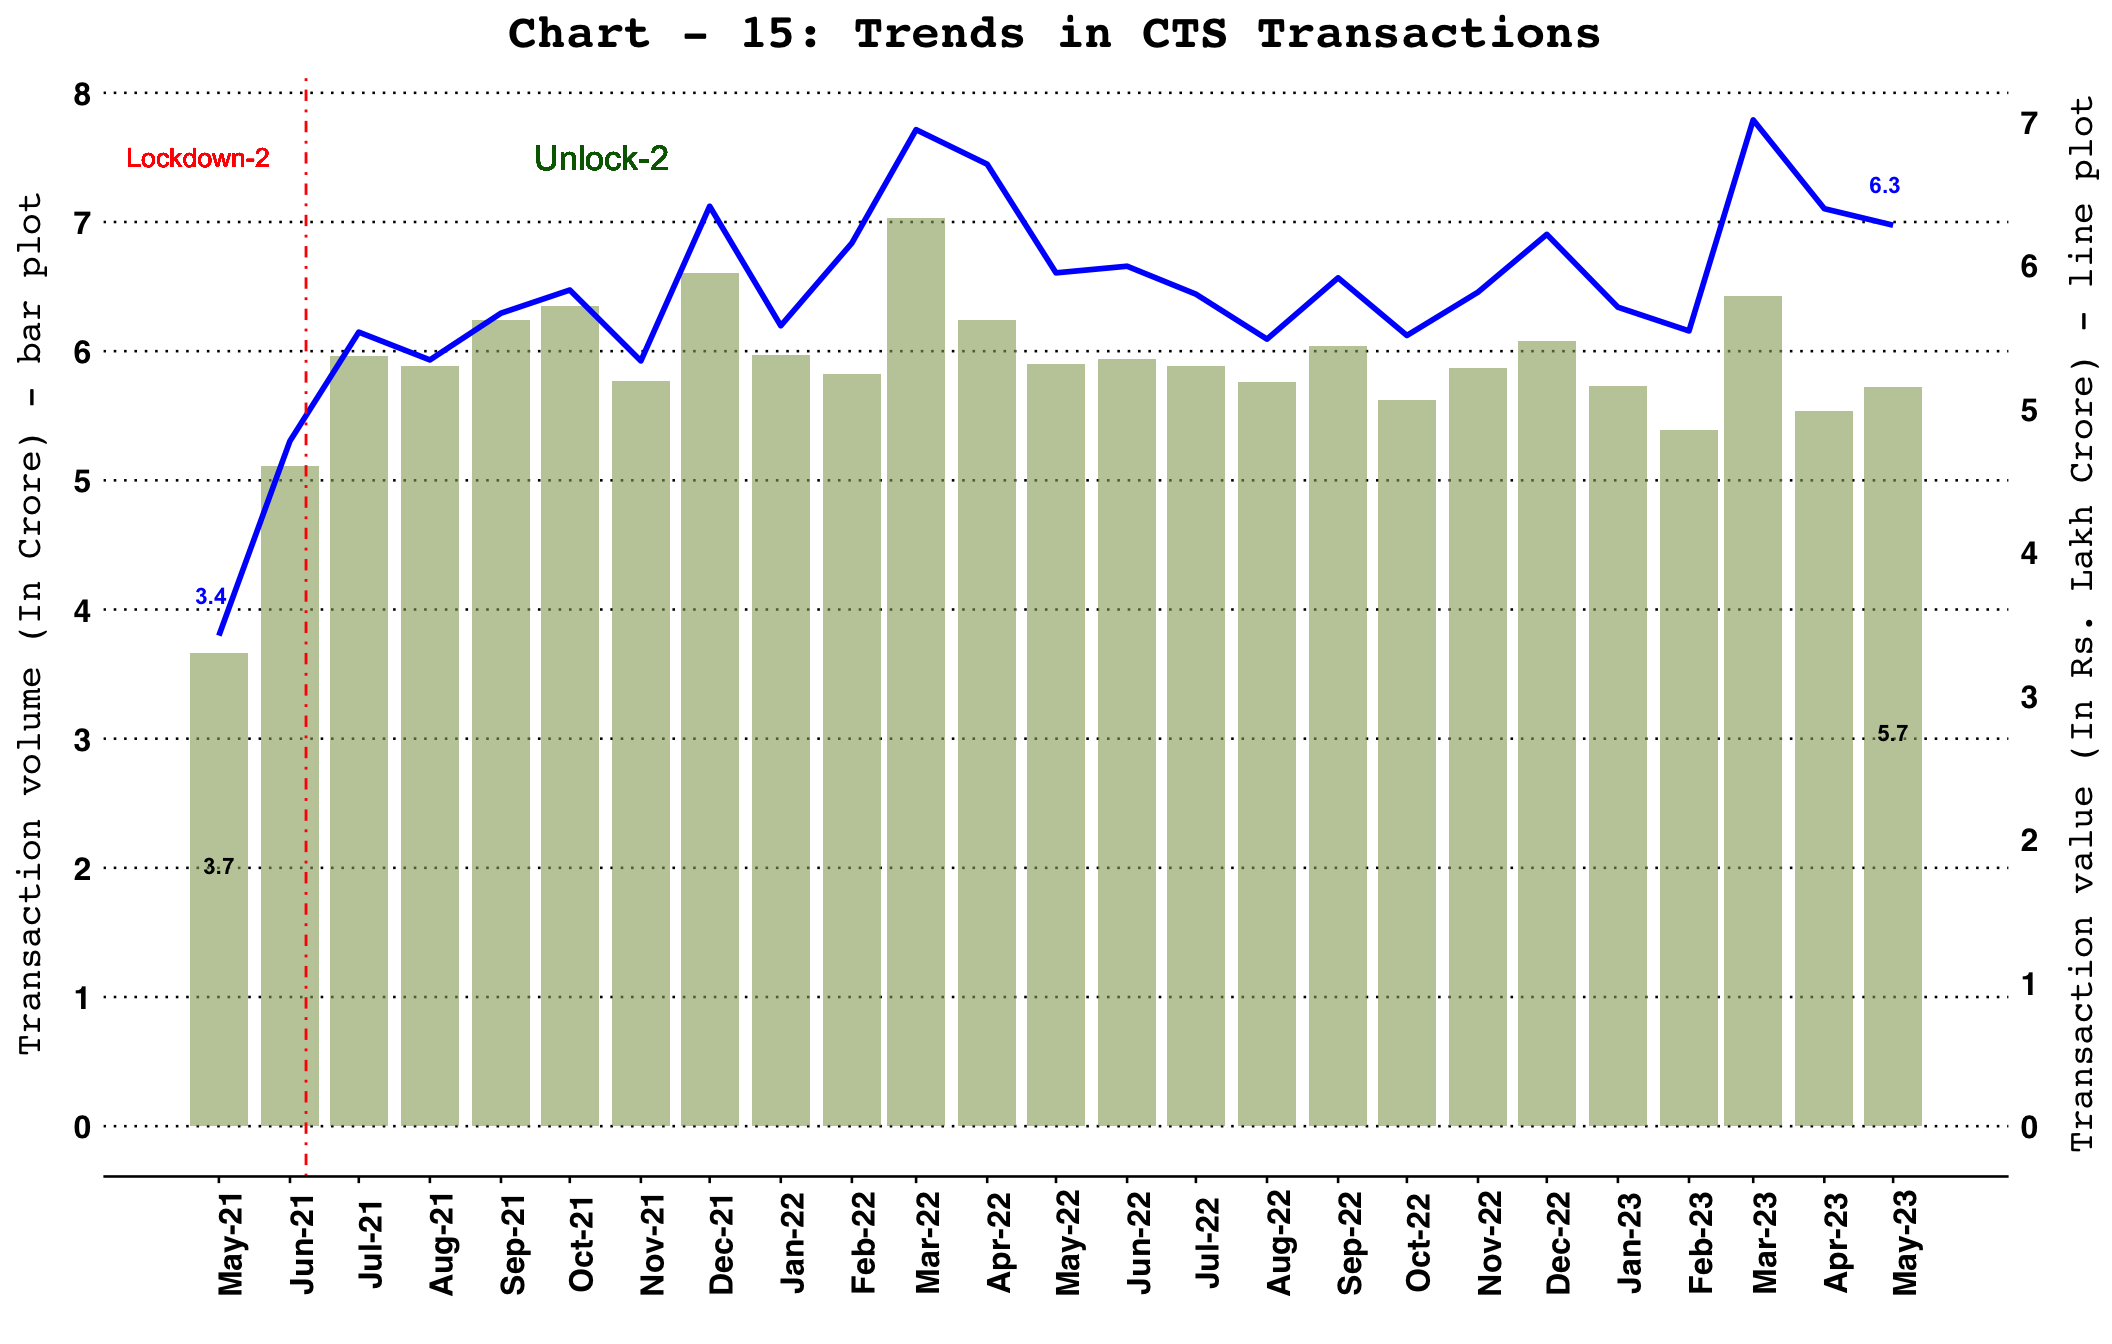 Chart - 15: Trends in CTS Transactions
Transaction volume (In Crore) - bar plot
8
7
6
5
4
3
2
1
0
Lockdown-2
Unlock-2
3.4
3.7
6.3
5.7
7
6
5
4
3
2
1
0
Transaction value (In Rs. Lakh Crore) - line plot
May-21
Jun-21
Jul-21
Aug-21
Sep-21
Oct-21
Nov-21
Dec-21
Jan-22
Feb-22
Mar-22
Apr-22
May-22
Jun-22
Jul-22
Aug-22
Sep-22
Oct-22
Nov-22
Dec-22
Jan-23
Feb-23
Mar-23
Apr-23
May-23